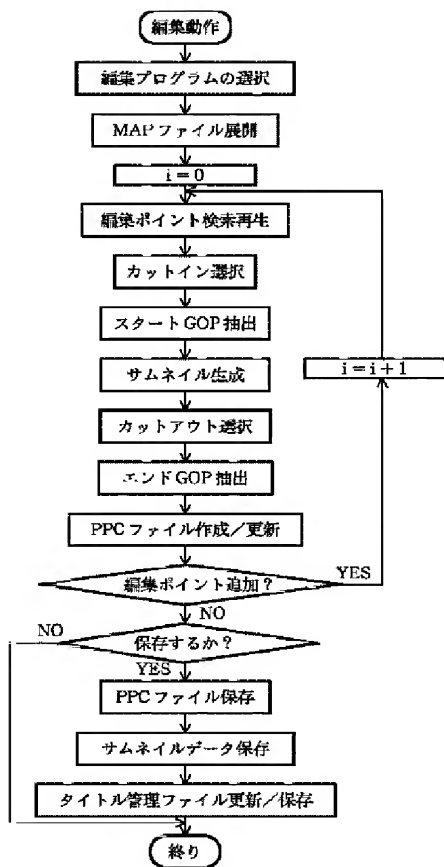 編集動作
編集プログラムの選択
MAPファイル展開
i = 0
編集ポイント検索再生
カットイン選択
スタートGOP抽出
サムネイル生成
i = i + 1
カットアウト選択
エンドGOP抽出
PPCファイル作成／更新
編集ポイント追加？
YES
NO
NO
保存するか？
YES
PPCファイル保存
サムネイルデータ保存
タイトル管理ファイル更新／保存
終り